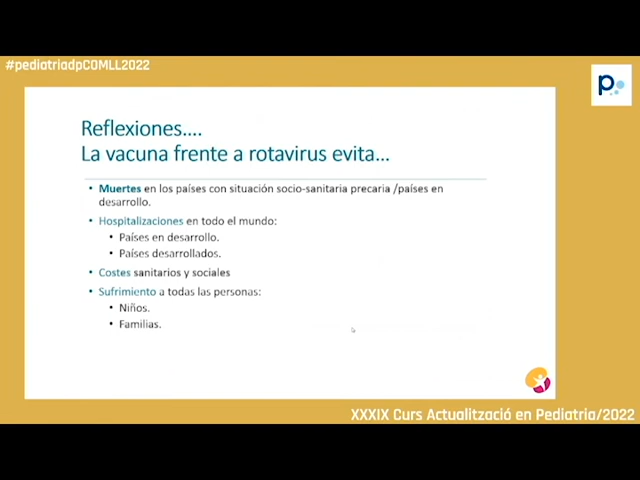 #pediatriadpCOMLL2022
p
Reflexiones....
La vacuna frente a rotavirus evita...
• Muertes en los países con situación socio-sanitaria precaria /países en
desarrollo.
• Hospitalizaciones en todo el mundo:
• Países en desarrollo.
• Países desarrollados.
• Costes sanitarios y sociales
• Sufrimiento a todas las personas:
• Niños.
• Familias.
XXXIX Curs Actualització en Pediatria/2022